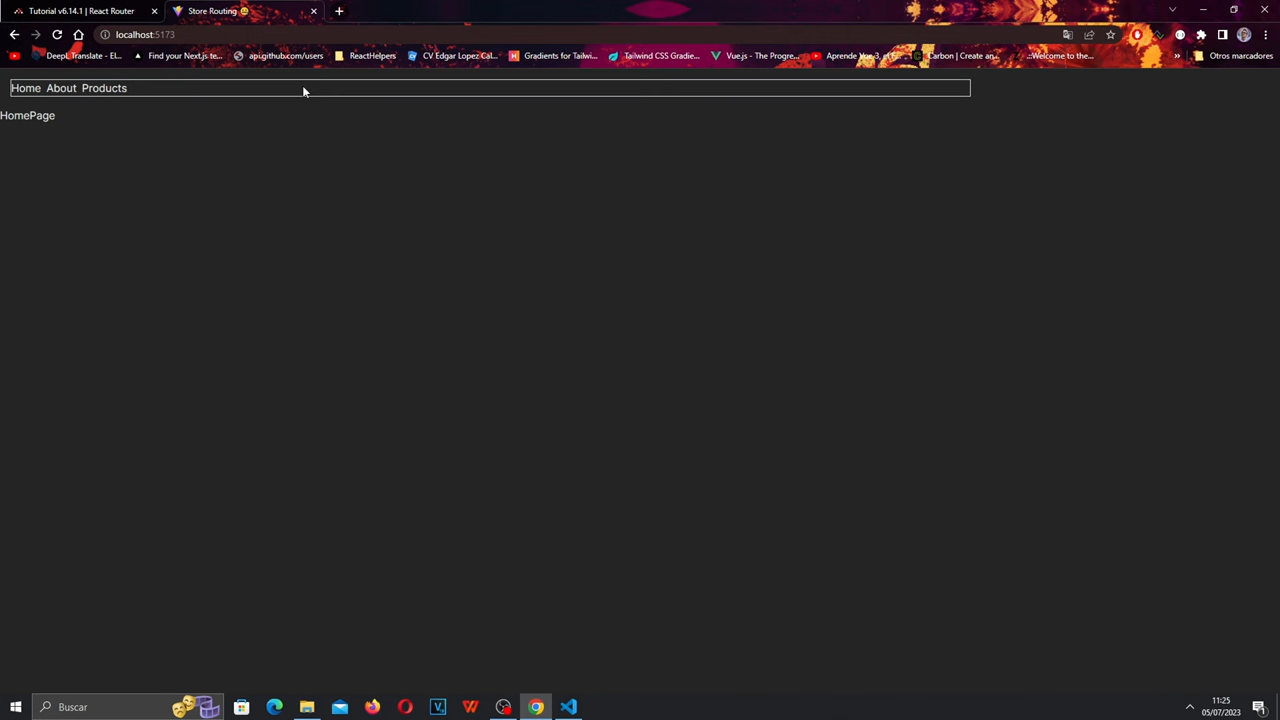 Tutorial v6.14.1 | React Router
Store Routing 😃
localhost:5173
DeepL Translate - EL...
Find your Next.js te...
api.github.com/users
ReactHelpers
CV Edgar Lopez Cal...
Gradients for Tailwi...
Tailwind CSS Gradie...
Vue.js - The Progre...
Aprende Vue 3, el F...
Carbon | Create an...
.::Welcome to the...
»
Otros marcadores
Home About Products
HomePage
Buscar
11:25
05/07/2023